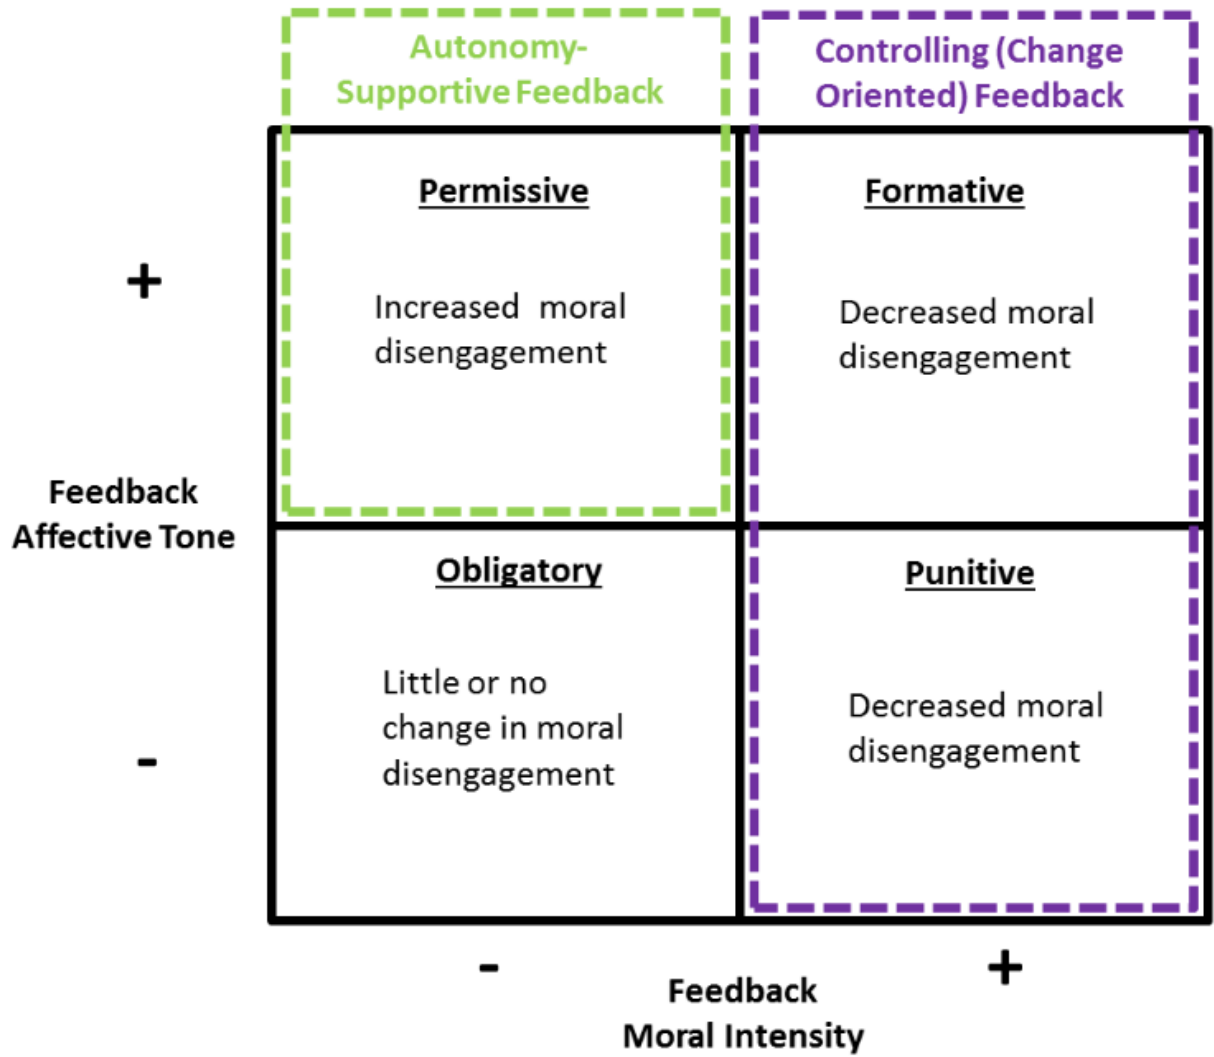 Autonomy-
Supportive Feedback
Controlling (Change
Oriented) Feedback
Permissive
Increased moral
disengagement
Formative
Decreased moral
disengagement
+
Feedback
Affective Tone
-
Obligatory
Little or no
change in moral
disengagement
Punitive
Decreased moral
disengagement
-
+
Feedback
Moral Intensity